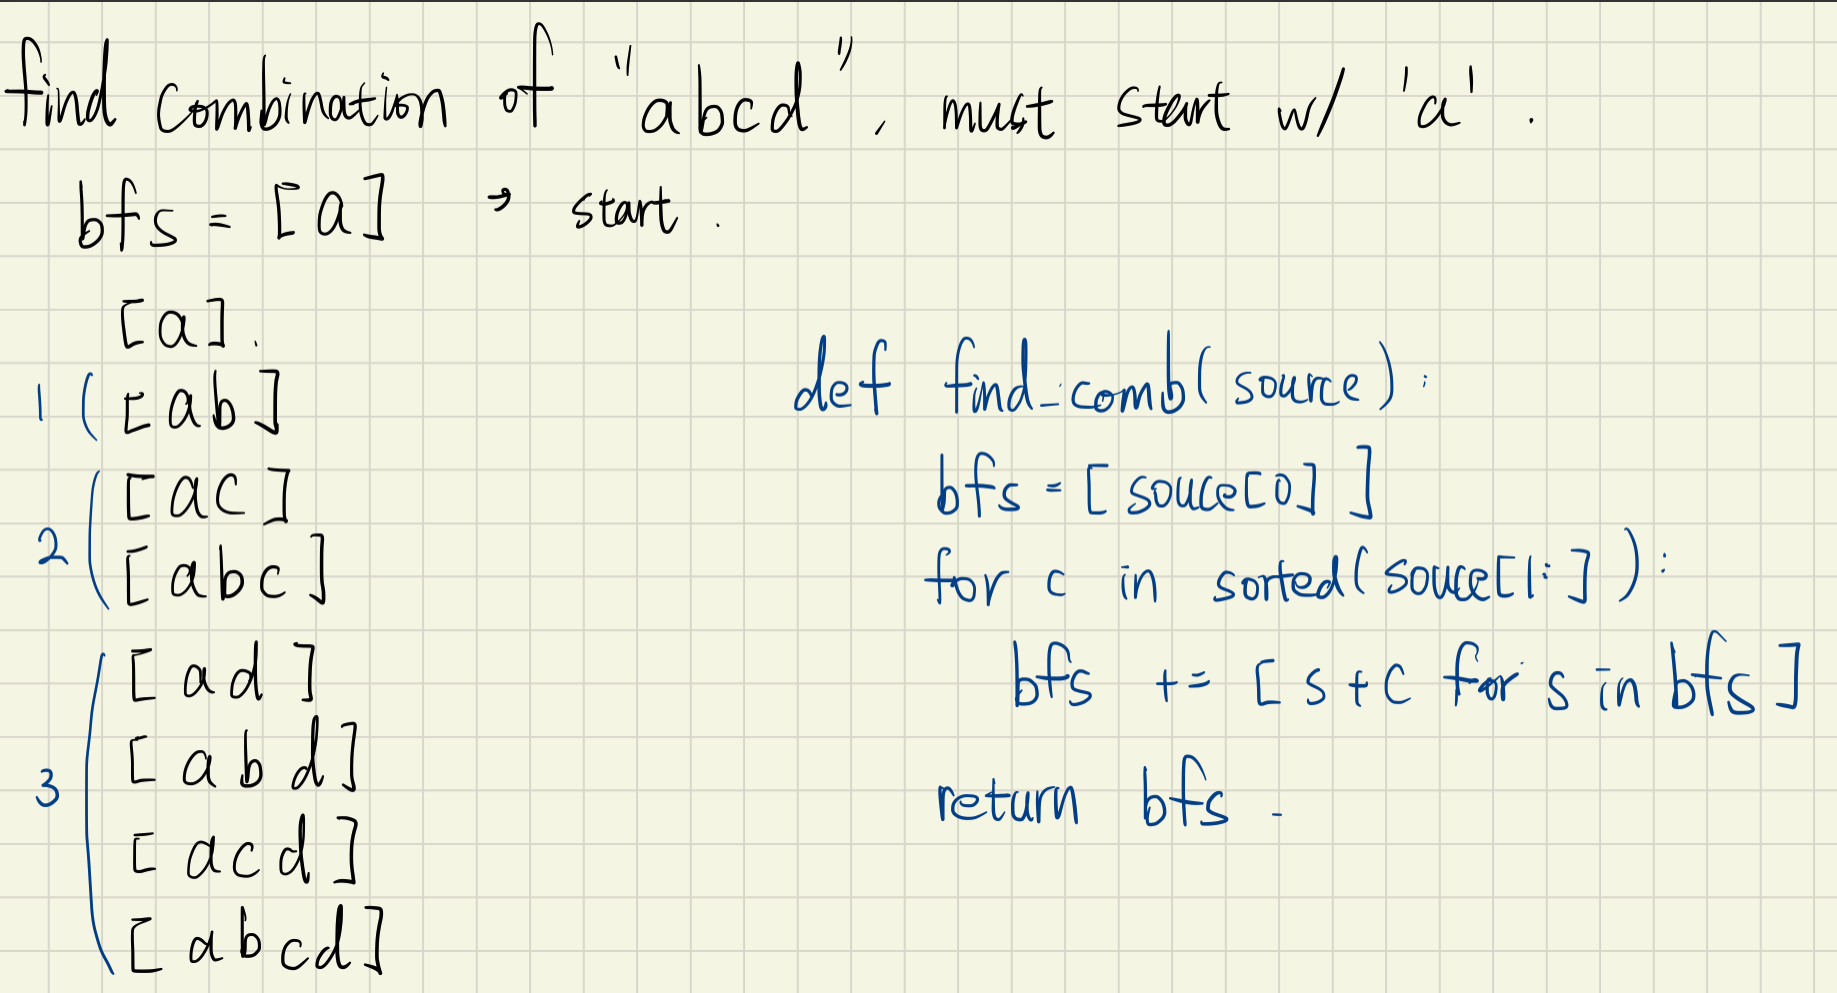 find combination of "abcd", must start w/ 'a'.
bfs = [a] → start.
[a].
1 ( [ab]
[ac]
2 ( [abc]
[ad]
[abd]
3 ( [acd]
[abcd]
def find_comb(source):
bfs = [souce[0]]
for c in sorted(souce[1:]):
bfs += [s+c for s in bfs]
return bfs.